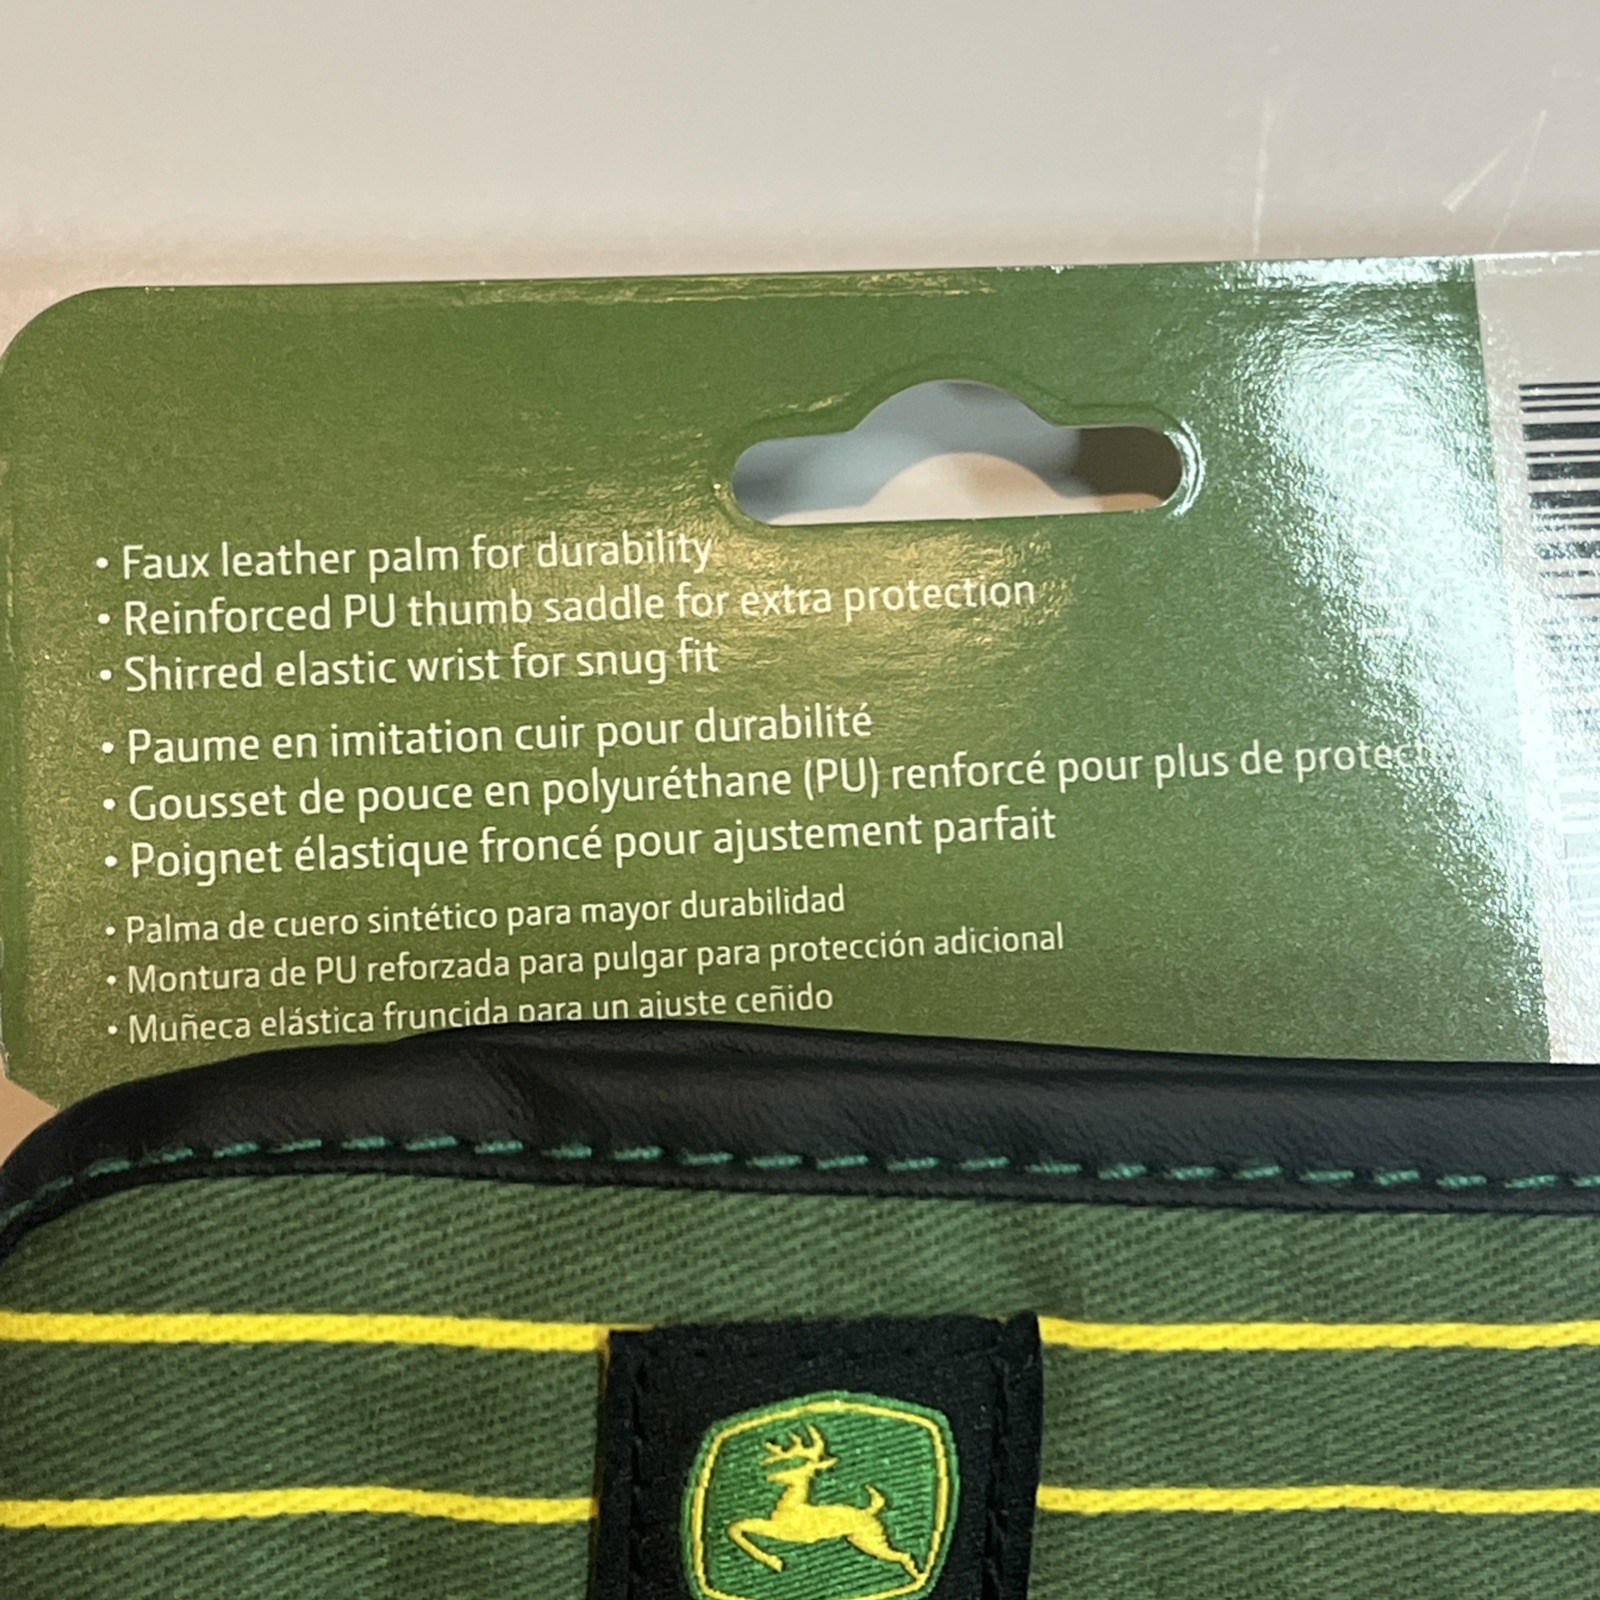 • Faux leather palm for durability
• Reinforced PU thumb saddle for extra protection
• Shirred elastic wrist for snug fit
• Paume en imitation cuir pour durabilité
• Gousset de pouce en polyuréthane (PU) renforcé pour plus de
• Poignet élastique froncé pour ajustement parfait
• Palma de cuero sintético para mayor durabilidad
• Montura de PU reforzada para pulgar para protección adicional
• Muñeca elástica fruncida para un ajuste ceñido